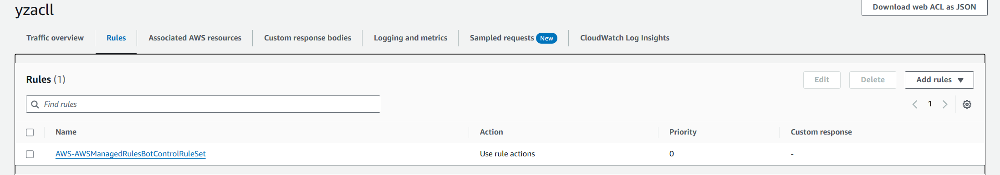 yzacll
Download web ACL as JSON
Traffic overview
Rules
Associated AWS resources
Custom response bodies
Logging and metrics
Sampled requests New
CloudWatch Log Insights
Rules (1)
Edit
Delete
Add rules
Find rules
1
Name Action Priority Custom response
AWS-AWSManagedRulesBotControlRuleSet Use rule actions 0 -